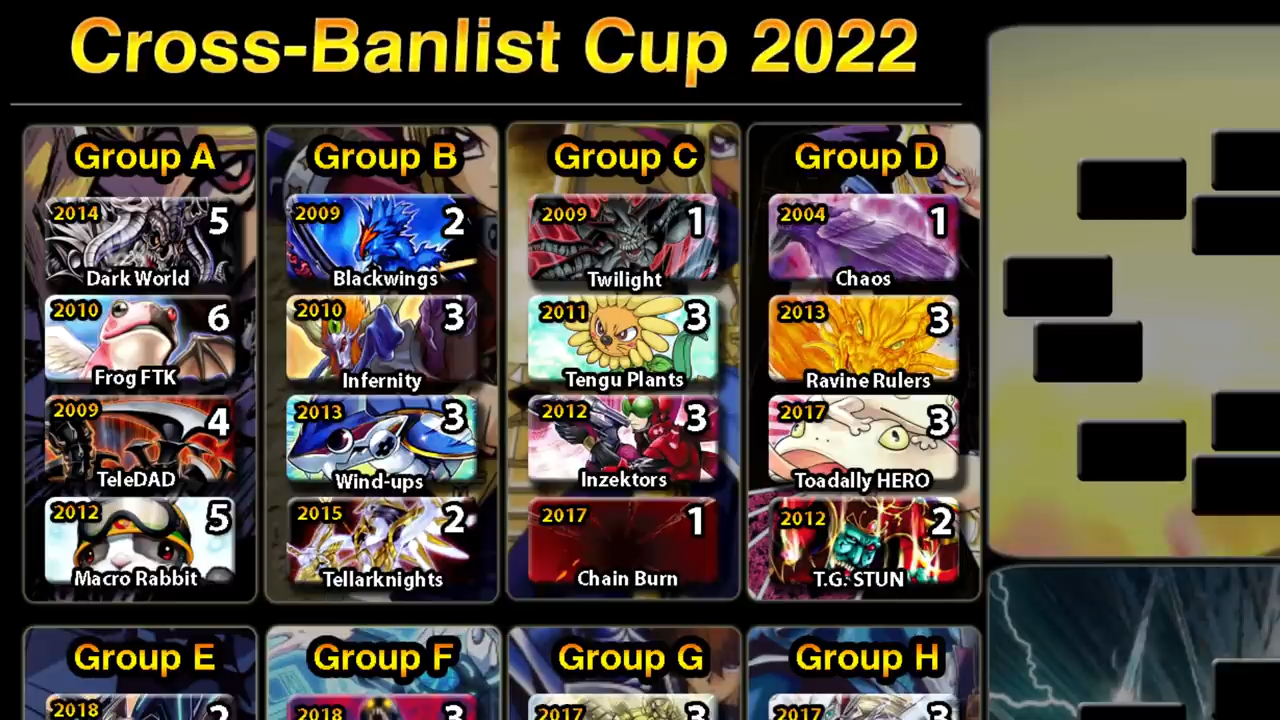 Cross-Banlist Cup 2022
Group A
2014 5
Dark World
2010 6
Frog FTK
2009 4
TeleDAD
2012 5
Macro Rabbit
Group B
2009 2
Blackwings
2010 3
Infernity
2013 3
Wind-ups
2015 2
Tellarknights
Group C
2009 1
Twilight
2011 3
Tengu Plants
2012 3
Inzektors
2017 1
Chain Burn
Group D
2004 1
Chaos
2013 3
Ravine Rulers
2017 3
Toadally HERO
2012 2
T.G. STUN
Group E
2018
Group F
2018 3
Group G
2017 3
Group H
2017 3